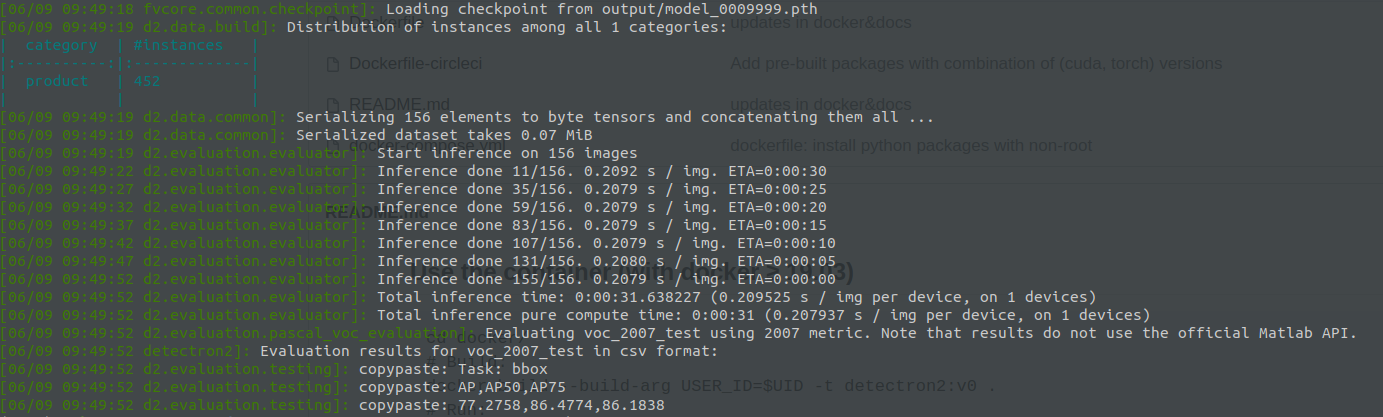 [06/09 09:49:18 fvcore.common.checkpoint]: Loading checkpoint from output/model_0009999.pth
[06/09 09:49:19 d2.data.build]: Distribution of instances among all 1 categories:
| category | #instances |
|:----------:|:-------------|
| product | 452 |
| | |
[06/09 09:49:19 d2.data.common]: Serializing 156 elements to byte tensors and concatenating them all ...
[06/09 09:49:19 d2.data.common]: Serialized dataset takes 0.07 MiB
[06/09 09:49:19 d2.evaluation.evaluator]: Start inference on 156 images
[06/09 09:49:22 d2.evaluation.evaluator]: Inference done 11/156. 0.2092 s / img. ETA=0:00:30
[06/09 09:49:27 d2.evaluation.evaluator]: Inference done 35/156. 0.2079 s / img. ETA=0:00:25
[06/09 09:49:32 d2.evaluation.evaluator]: Inference done 59/156. 0.2079 s / img. ETA=0:00:20
[06/09 09:49:37 d2.evaluation.evaluator]: Inference done 83/156. 0.2079 s / img. ETA=0:00:15
[06/09 09:49:42 d2.evaluation.evaluator]: Inference done 107/156. 0.2079 s / img. ETA=0:00:10
[06/09 09:49:47 d2.evaluation.evaluator]: Inference done 131/156. 0.2080 s / img. ETA=0:00:05
[06/09 09:49:52 d2.evaluation.evaluator]: Inference done 155/156. 0.2079 s / img. ETA=0:00:00
[06/09 09:49:52 d2.evaluation.evaluator]: Total inference time: 0:00:31.638227 (0.209525 s / img per device, on 1 devices)
[06/09 09:49:52 d2.evaluation.evaluator]: Total inference pure compute time: 0:00:31 (0.207937 s / img per device, on 1 devices)
[06/09 09:49:52 d2.evaluation.pascal_voc_evaluation]: Evaluating voc_2007_test using 2007 metric. Note that results do not use the official Matlab API.
[06/09 09:49:52 detectron2]: Evaluation results for voc_2007_test in csv format:
[06/09 09:49:52 d2.evaluation.testing]: copypaste: Task: bbox
[06/09 09:49:52 d2.evaluation.testing]: copypaste: AP,AP50,AP75
[06/09 09:49:52 d2.evaluation.testing]: copypaste: 77.2758,86.4774,86.1838
Dockerfile updates in docker&docs
Dockerfile-circleci Add pre-built packages with combination of (cuda, torch) versions
README.md updates in docker&docs
docker-compose.yml dockerfile: install python packages with non-root
README.md
Use the container (with docker ≥ 19.03)
-build-arg USER_ID=$UID -t detectron2:v0 .